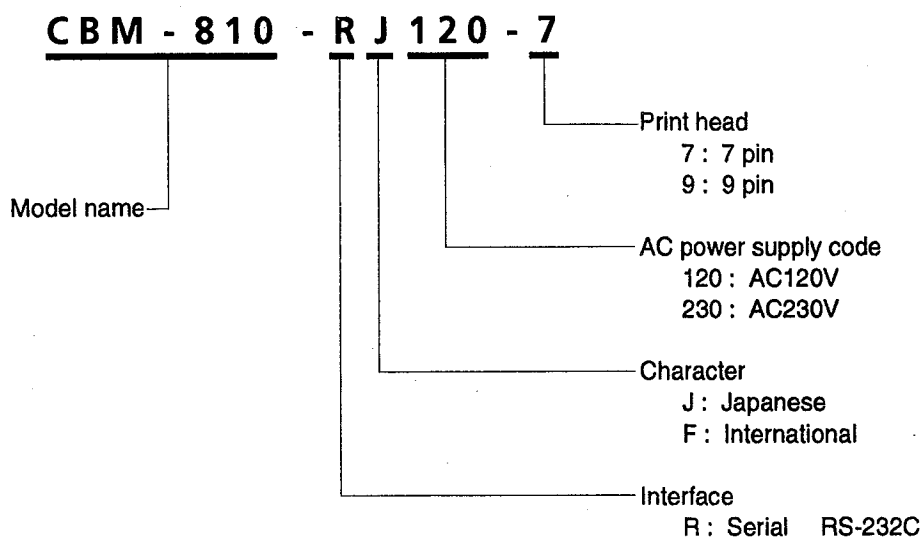 CBM-810 - RJ120-7
Print head
7 : 7 pin
9 : 9 pin
Model name
AC power supply code
120 : AC120V
230 : AC230V
Character
J : Japanese
F : International
Interface
R : Serial RS-232C